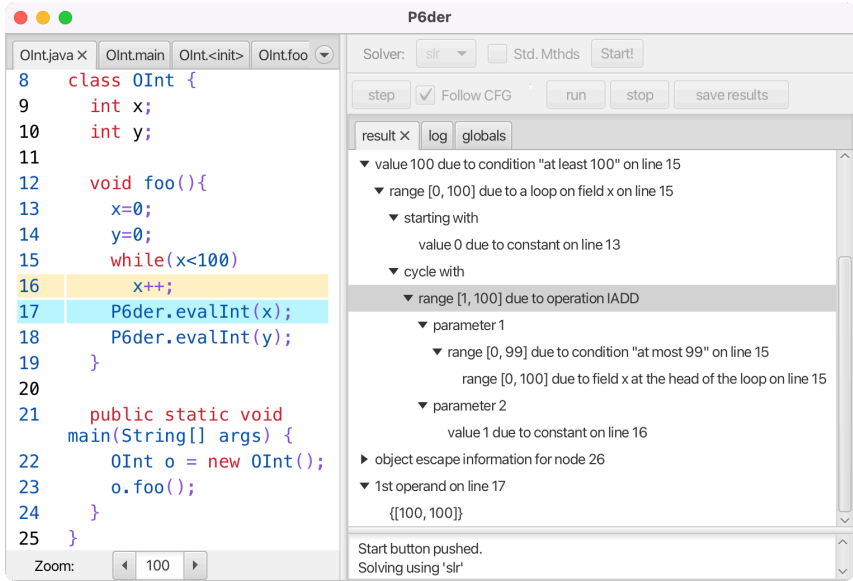 P6der
OInt.java
OInt.main
OInt.<init>
OInt.foo
8 class OInt {
9 int x;
10 int y;
11
12 void foo(){
13 x=0;
14 y=0;
15 while(x<100)
16 x++;
17 P6der.evalInt(x);
18 P6der.evalInt(y);
19 }
20
21 public static void
main(String[] args) {
22 OInt o = new OInt();
23 o.foo();
24 }
25 }
Zoom: 100
Solver: slr Std. Mthds Start!
step Follow CFG run stop save results
result log globals
value 100 due to condition "at least 100" on line 15
range [0, 100] due to a loop on field x on line 15
starting with
value 0 due to constant on line 13
cycle with
range [1, 100] due to operation IADD
parameter 1
range [0, 99] due to condition "at most 99" on line 15
range [0, 100] due to field x at the head of the loop on line 15
parameter 2
value 1 due to constant on line 16
object escape information for node 26
1st operand on line 17
{[100, 100]}
Start button pushed.
Solving using 'slr'